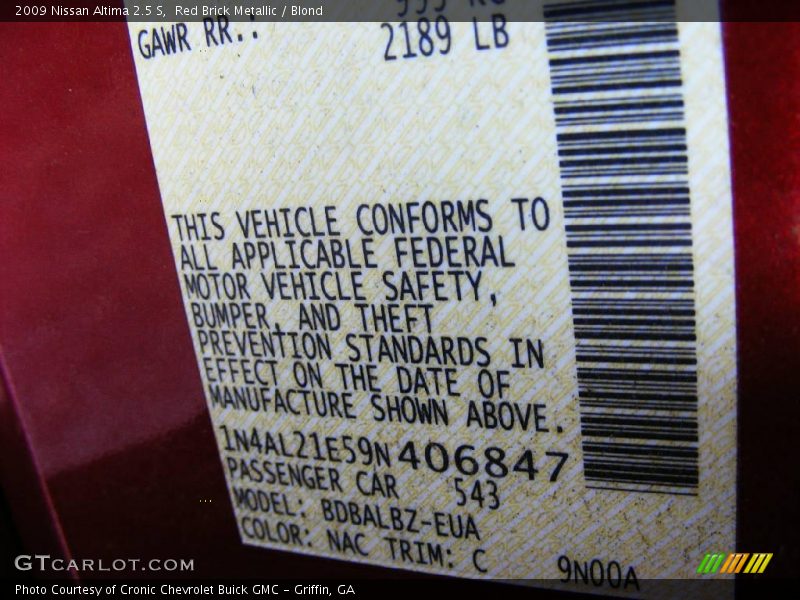 2009 Nissan Altima 2.5 S,  Red Brick Metallic / Blond
GAWR RR.:
2189 LB
THIS VEHICLE CONFORMS TO
ALL APPLICABLE FEDERAL
MOTOR VEHICLE SAFETY,
BUMPER, AND THEFT
PREVENTION STANDARDS IN
EFFECT ON THE DATE OF
MANUFACTURE SHOWN ABOVE.
1N4AL21E59N406847
PASSENGER CAR 543
MODEL: BDBALBZ-EUA
COLOR: NAC TRIM: C
9N00A
GTCARLOT.COM
Photo Courtesy of Cronic Chevrolet Buick GMC - Griffin, GA